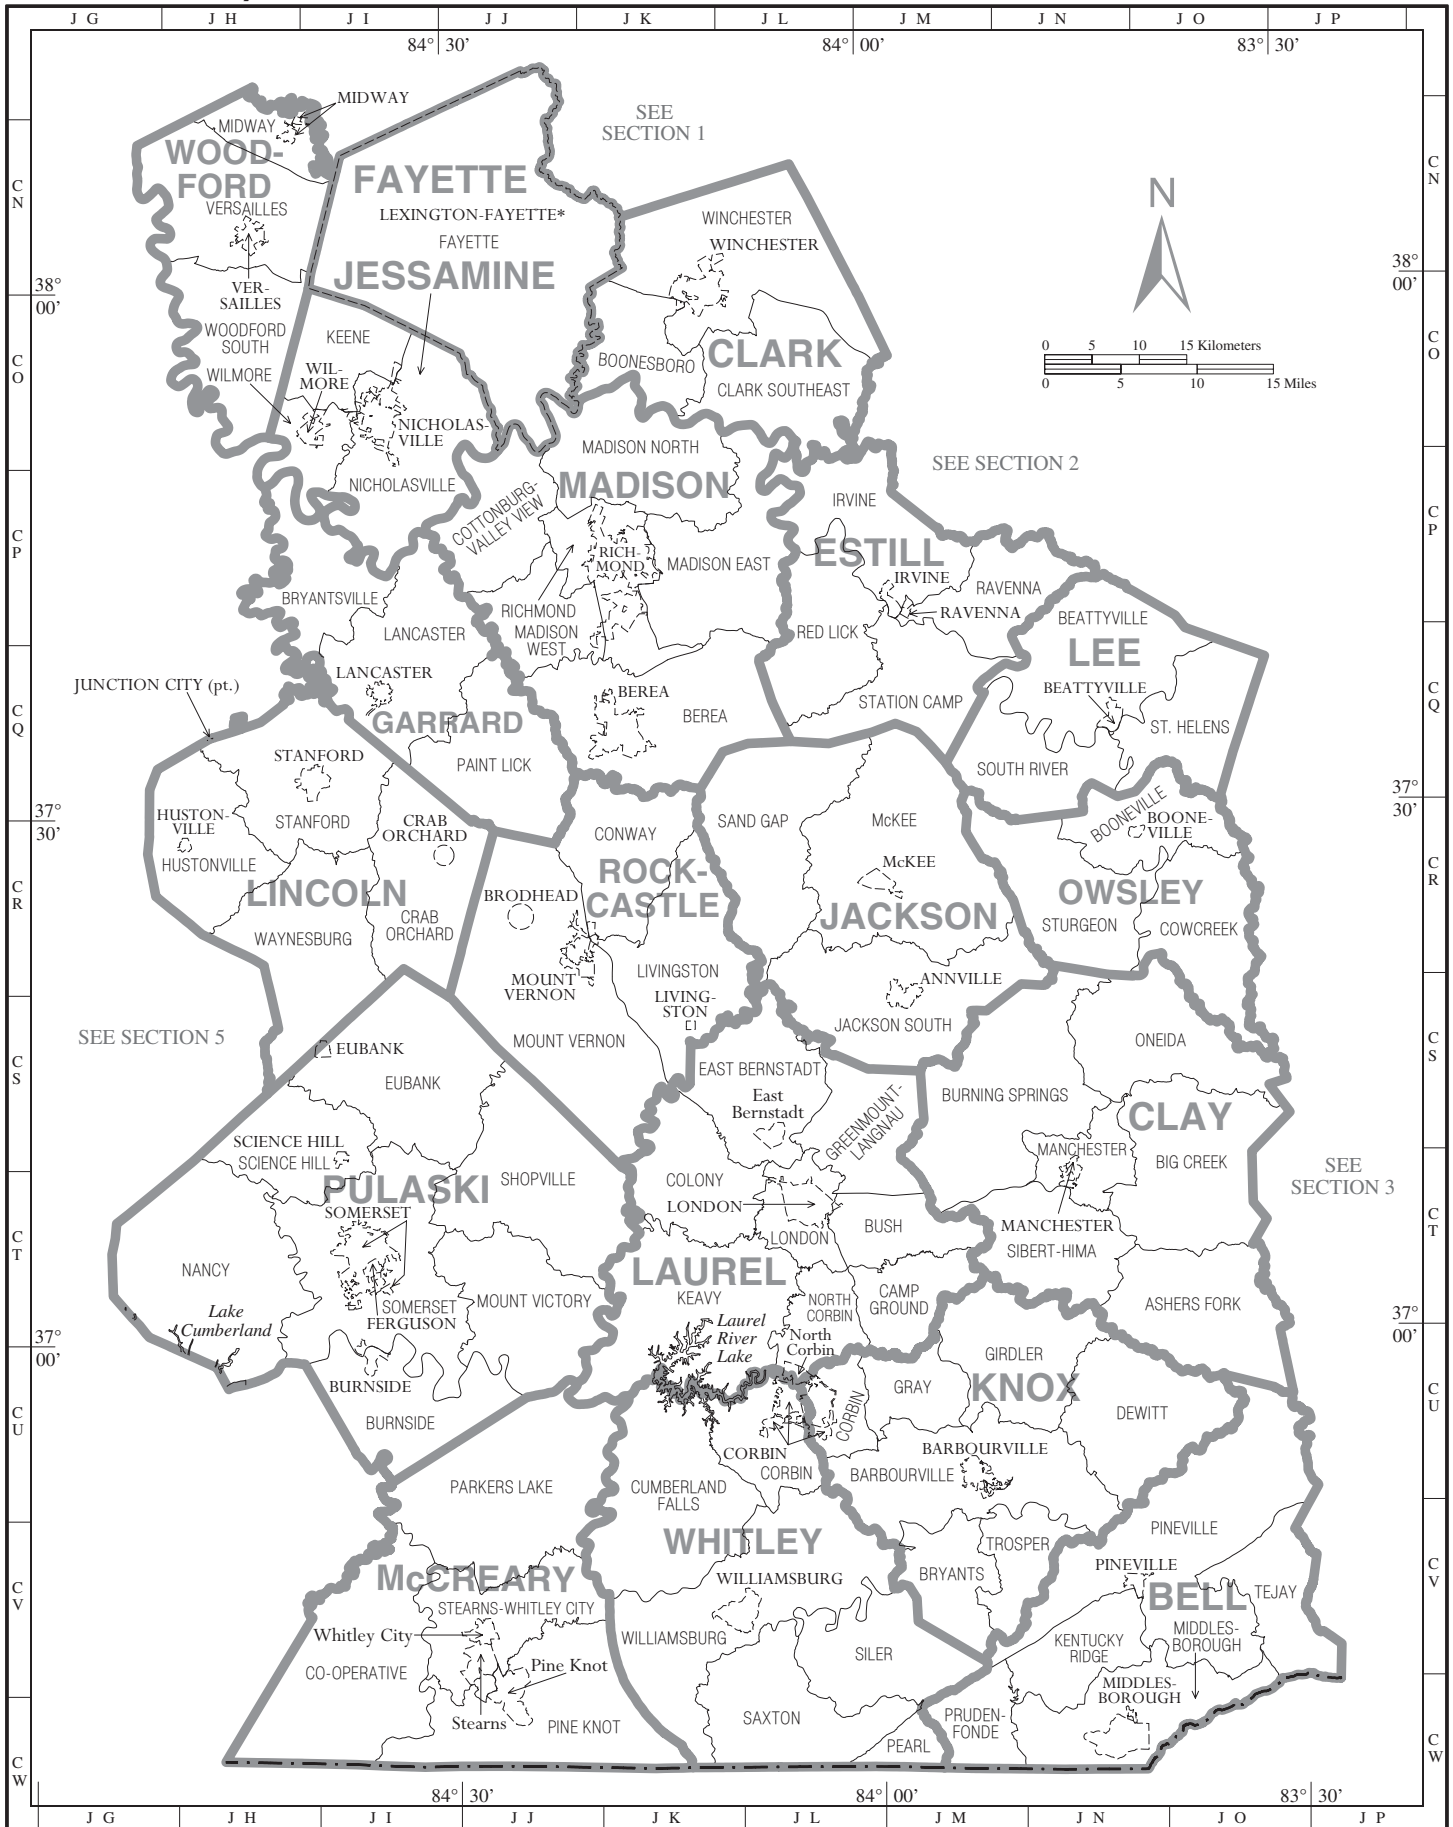 J G J H J I J J J K J L J M J N J O J P
84° 30' 84° 00' 83° 30'
MIDWAY
SEE
SECTION 1
MIDWAY
WOOD-
FORD
FAYETTE
VERSAILLES
LEXINGTON-FAYETTE*
FAYETTE
WINCHESTER
WINCHESTER
N
C N
C N
JESSAMINE
VER-
SAILLES
38°
00'
38°
00'
WOODFORD
SOUTH
KEENE
BOONESBORO
CLARK
CLARK SOUTHEAST
0 5 10 15 Kilometers
0 5 10 15 Miles
C O
C O
WILMORE
WIL-
MORE
NICHOLAS-
VILLE
NICHOLASVILLE
MADISON NORTH
MADISON
SEE SECTION 2
COTTONBURG-
VALLEY VIEW
IRVINE
ESTILL
C P
C P
RICH-
MOND
MADISON EAST
IRVINE
RAVENNA
RAVENNA
BRYANTSVILLE
RICHMOND
MADISON
WEST
LANCASTER
RED LICK
BEATTYVILLE
LEE
LANCASTER
JUNCTION CITY (pt.)
BEREA
BEREA
BEATTYVILLE
STATION CAMP
ST. HELENS
C Q
C Q
GARRARD
STANFORD
PAINT LICK
SOUTH RIVER
37°
30'
37°
30'
HUSTON-
VILLE
STANFORD
CRAB
ORCHARD
CONWAY
SAND GAP
McKEE
BOONEVILLE
BOONE-
VILLE
HUSTONVILLE
McKEE
LINCOLN
BRODHEAD
ROCK-
CASTLE
JACKSON
OWSLEY
C R
C R
CRAB
ORCHARD
WAYNESBURG
STURGEON
COWCREEK
MOUNT
VERNON
LIVINGSTON
LIVING-
STON
ANNVILLE
JACKSON SOUTH
SEE SECTION 5
EUBANK
MOUNT VERNON
ONEIDA
C S
C S
EUBANK
EAST BERNSTADT
East
Bernstadt
GREENMOUNT-
LANGNAU
BURNING SPRINGS
CLAY
SCIENCE HILL
SCIENCE HILL
MANCHESTER
BIG CREEK
SEE
SECTION 3
PULASKI
SHOPVILLE
COLONY
LONDON
SOMERSET
LONDON
BUSH
MANCHESTER
SIBERT-HIMA
C T
C T
NANCY
LAUREL
KEAVY
SOMERSET
FERGUSON
MOUNT VICTORY
NORTH
CORBIN
CAMP
GROUND
ASHERS FORK
Lake
Cumberland
Laurel
River
Lake
North
Corbin
37°
00'
37°
00'
BURNSIDE
BURNSIDE
GIRDLER
GRAY
KNOX
CORBIN
DEWITT
C U
C U
CORBIN
CORBIN
BARBOURVILLE
BARBOURVILLE
PARKERS LAKE
CUMBERLAND
FALLS
WHITLEY
PINEVILLE
TROSPER
BRYANTS
PINEVILLE
BELL
TEJAY
McCREARY
WILLIAMSBURG
C V
C V
STEARNS-WHITLEY CITY
Whitley City
WILLIAMSBURG
SILER
MIDDLES-
BOROUGH
KENTUCKY
RIDGE
CO-OPERATIVE
Pine Knot
MIDDLES-
BOROUGH
Stearns
PINE KNOT
SAXTON
PRUDEN-
FONDE
PEARL
C W
C W
84° 30' 84° 00' 83° 30'
J G J H J I J J J K J L J M J N J O J P